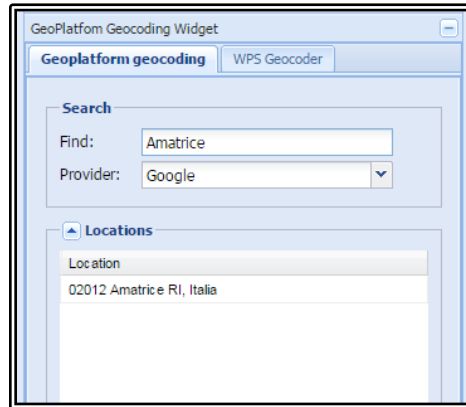 GeoPlatfom Geocoding Widget
Geoplatform geocoding WPS Geocoder
Search
Find: Amatrice
Provider: Google
Locations
Location
02012 Amatrice RI, Italia